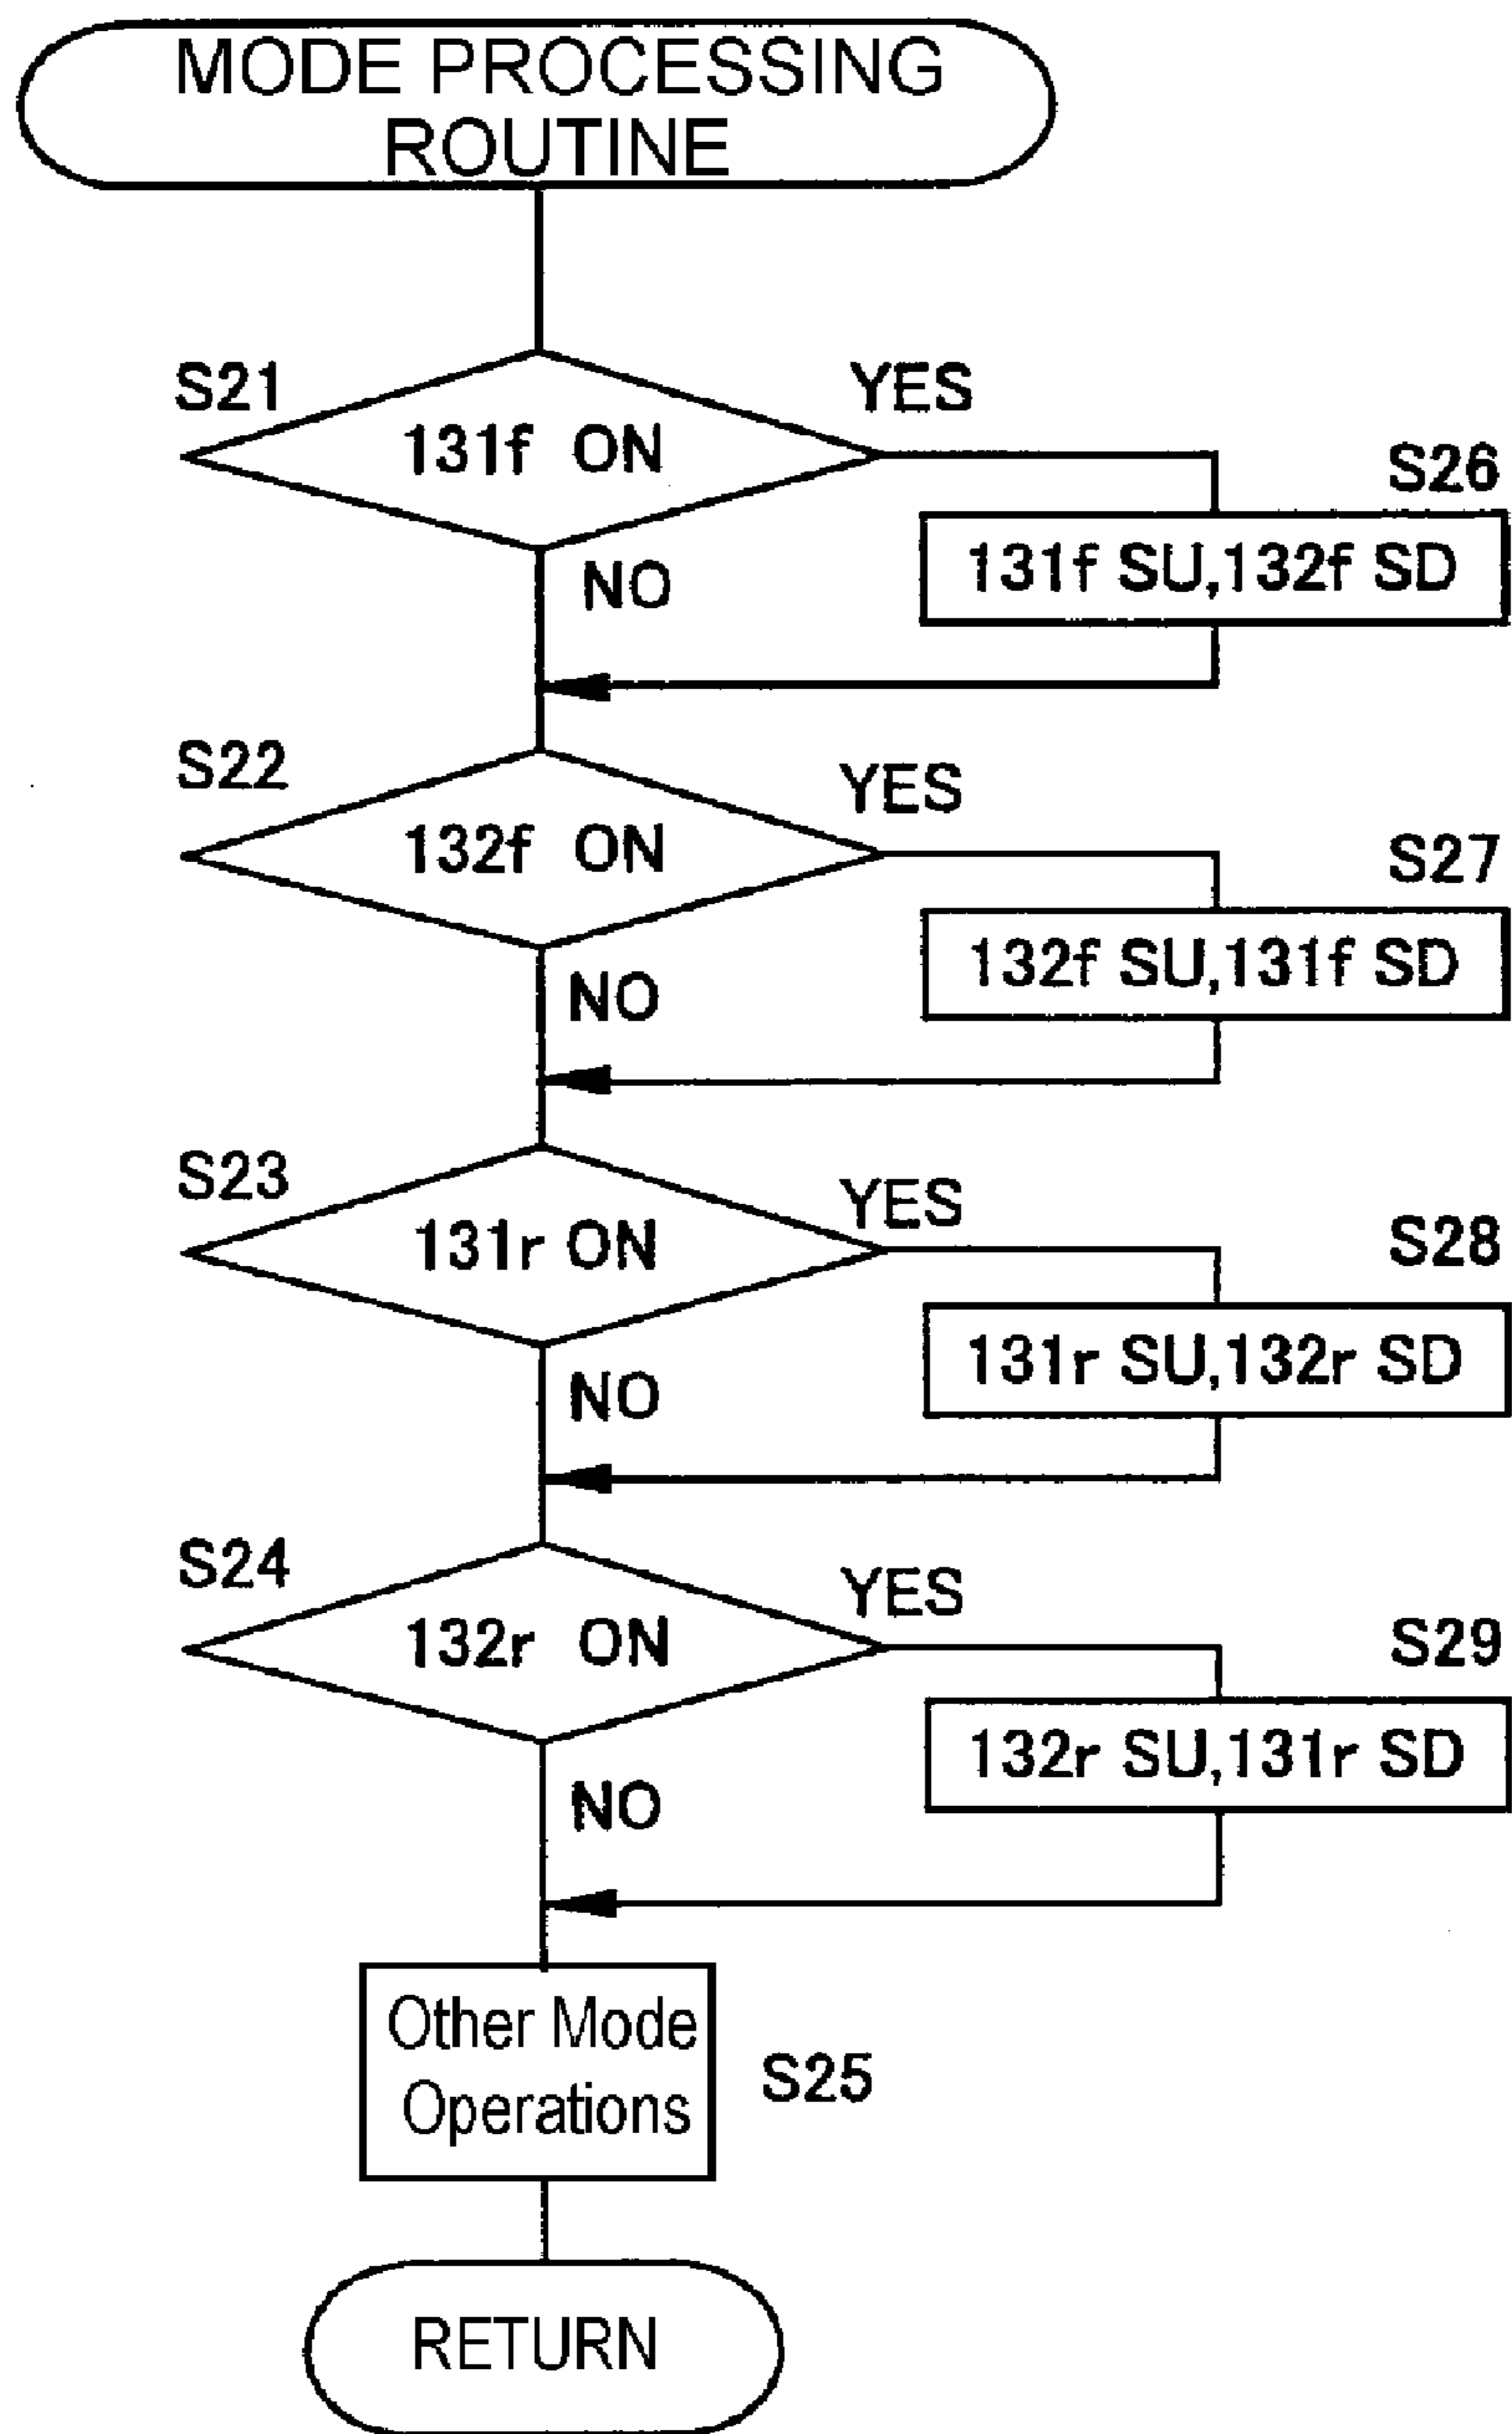 MODE PROCESSING
ROUTINE
S21
131f ON
YES
NO
S26
131f SU,132f SD
S22
132f ON
YES
NO
S27
132f SU,131f SD
S23
131r ON
YES
NO
S28
131r SU,132r SD
S24
132r ON
YES
NO
S29
132r SU,131r SD
Other Mode
Operations
S25
RETURN